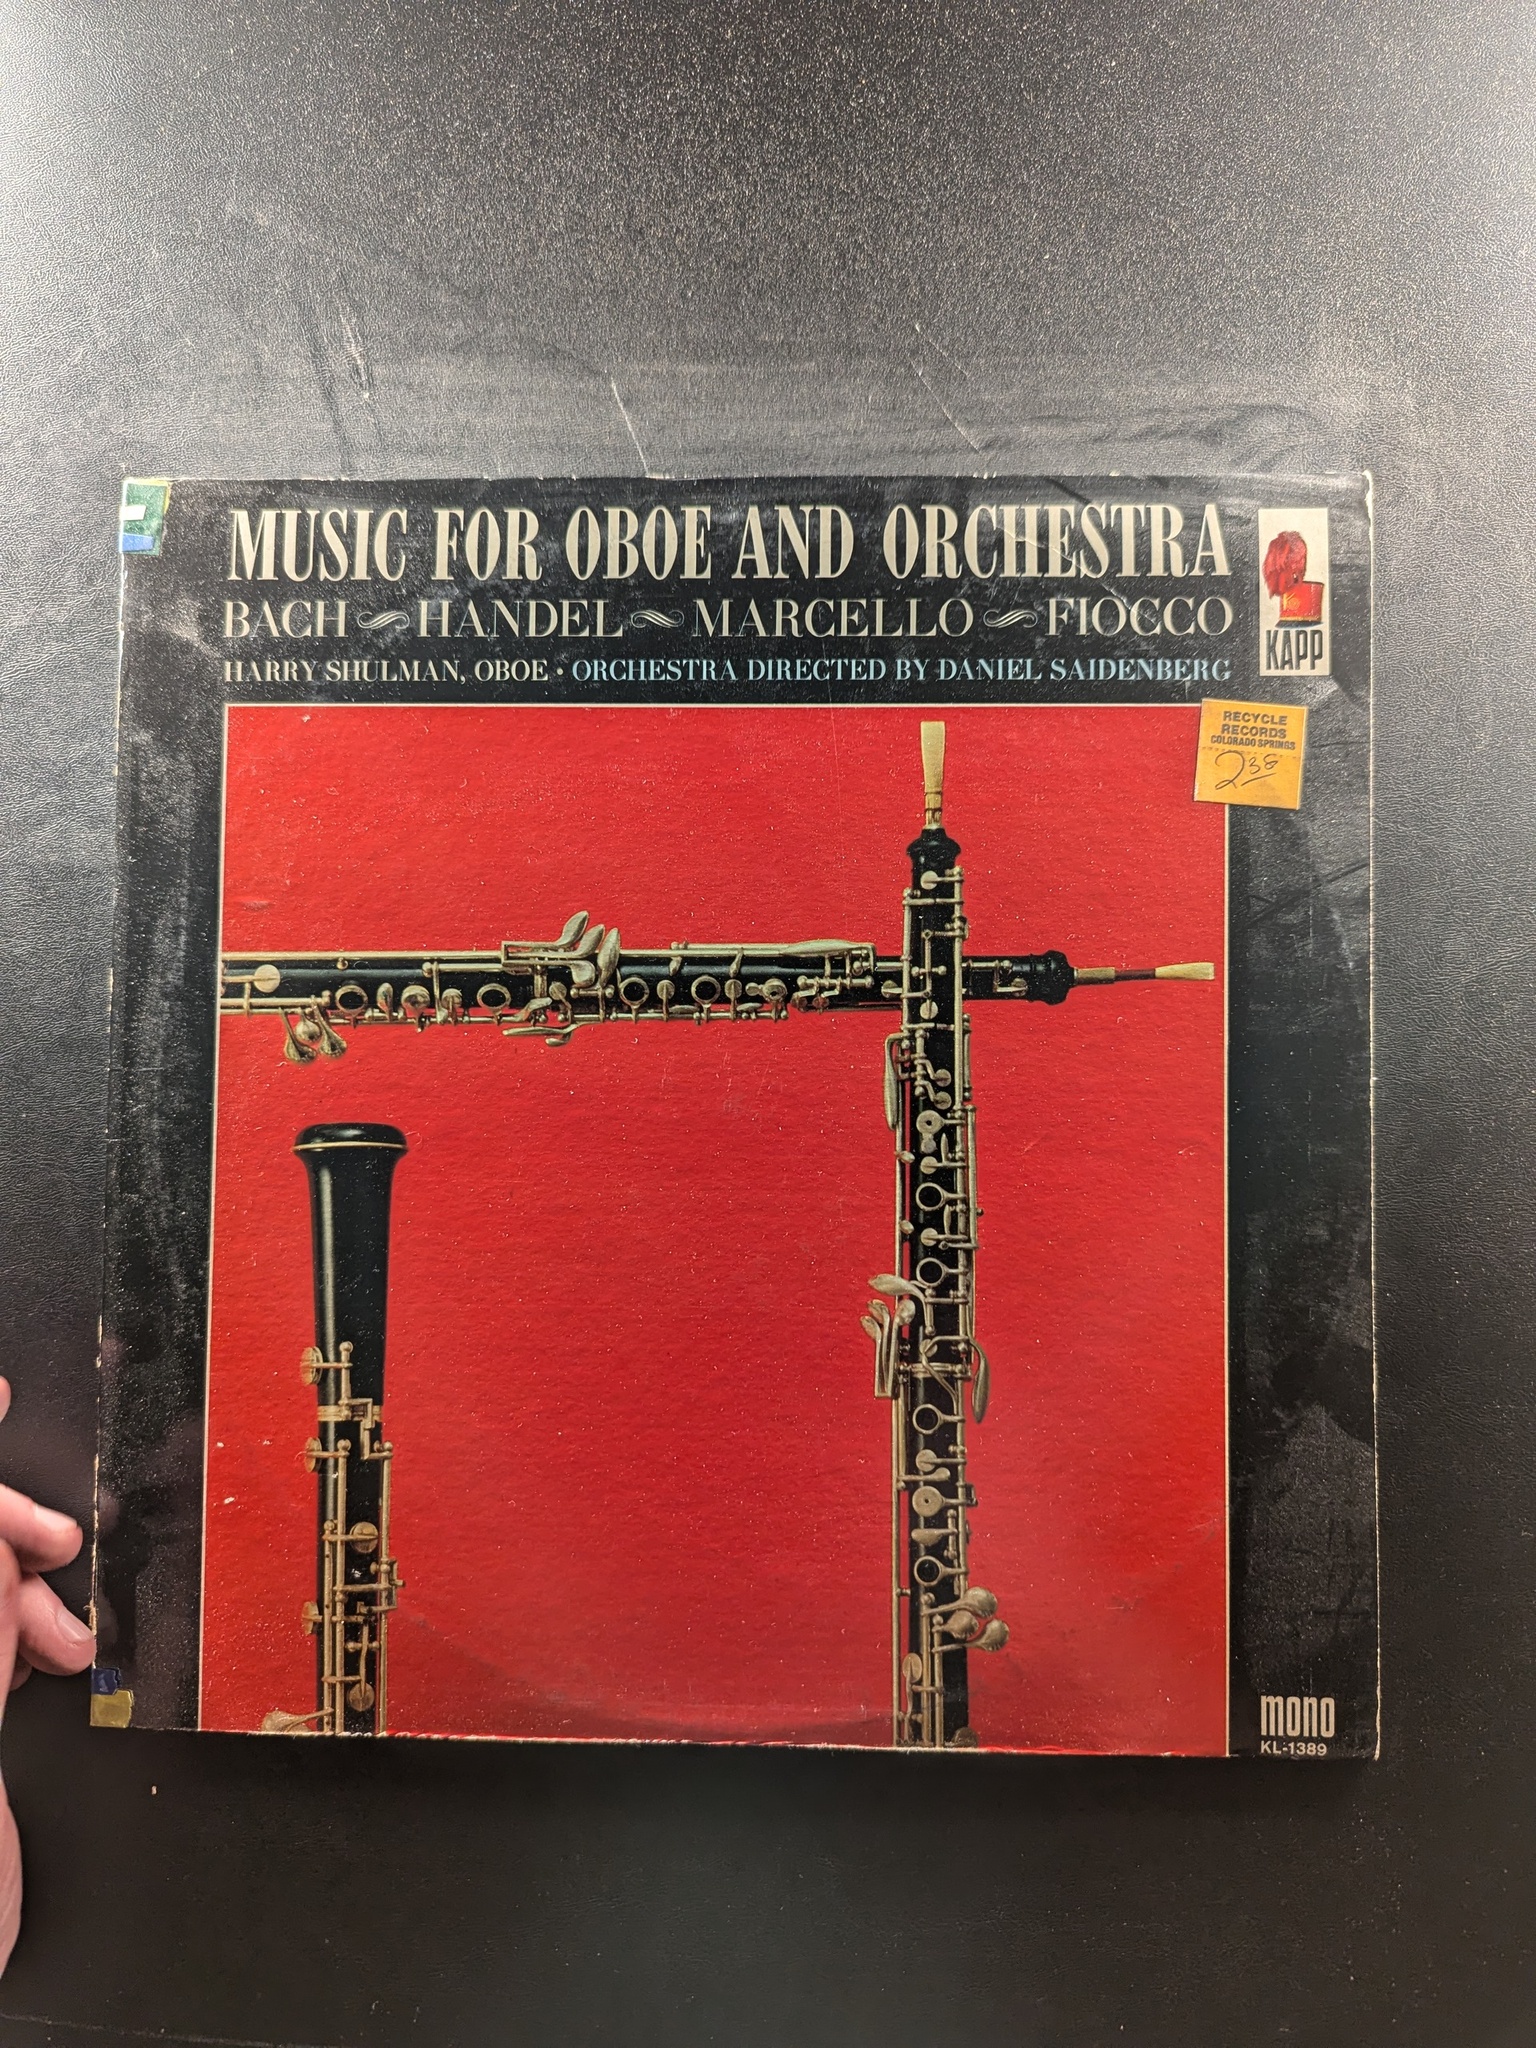 MUSIC FOR OBOE AND ORCHESTRA
BACH HANDEL MARCELLO FIOCCO
HARRY SHULMAN, OBOE • ORCHESTRA DIRECTED BY DANIEL SAIDENBERG
KAPP
RECYCLE
RECORDS
COLORADO SPRINGS
2 38
mono
KL-1389